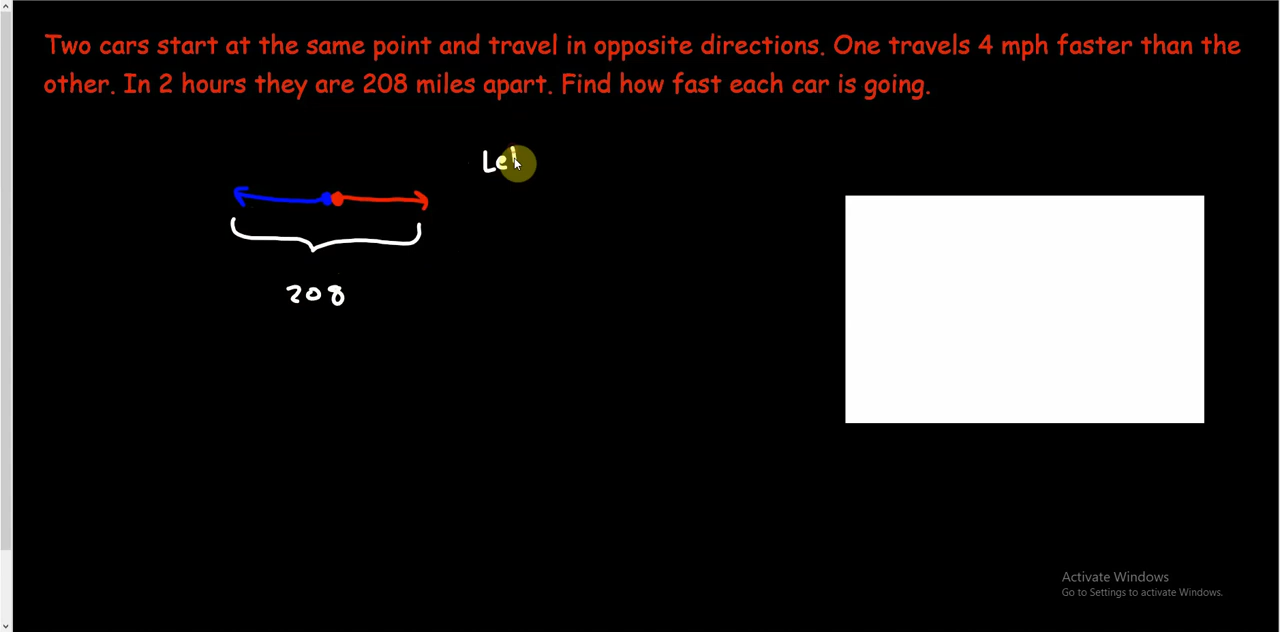 Two cars start at the same point and travel in opposite directions. One travels 4 mph faster than the
other. In 2 hours they are 208 miles apart. Find how fast each car is going.
Let
208
Activate Windows
Go to Settings to activate Windows.